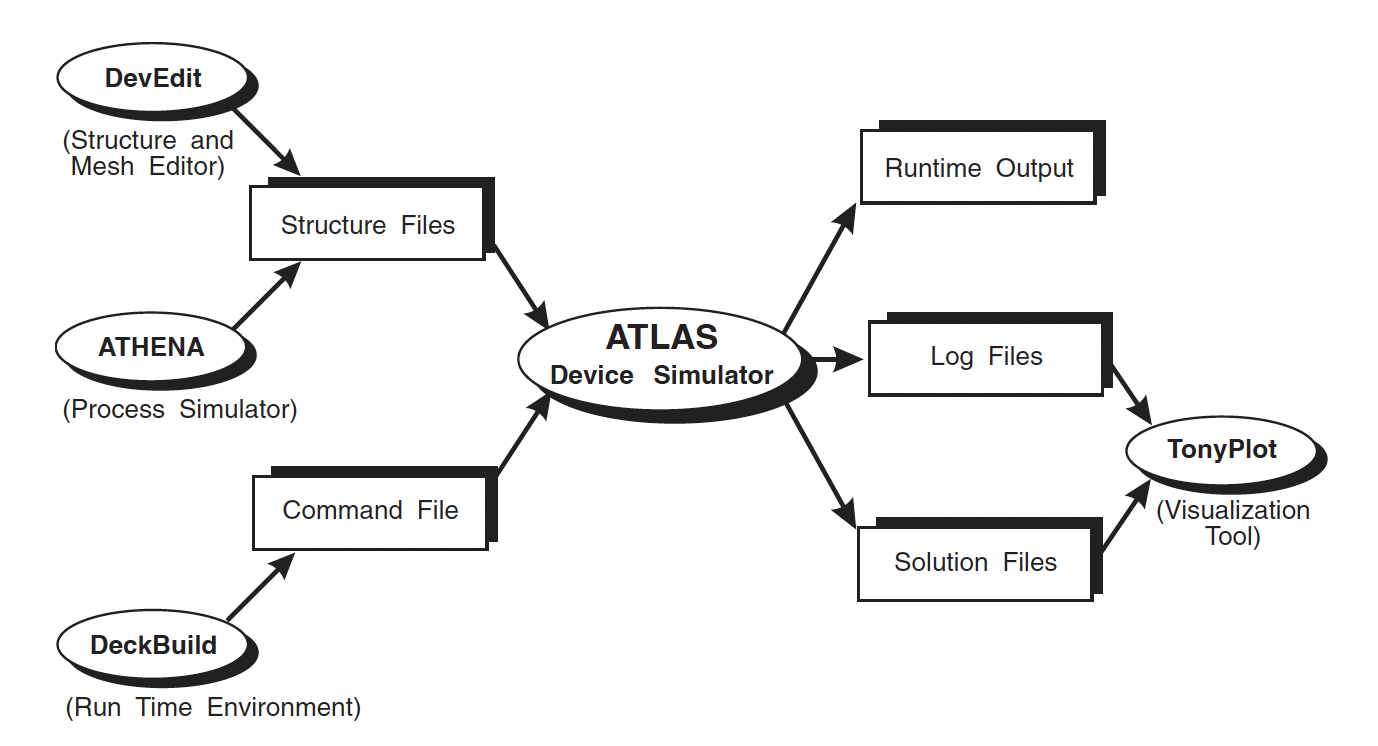 DevEdit
(Structure and
Mesh Editor)
Structure Files
ATHENA
(Process Simulator)
Command File
DeckBuild
(Run Time Environment)
ATLAS
Device Simulator
Runtime Output
Log Files
Solution Files
TonyPlot
(Visualization
Tool)